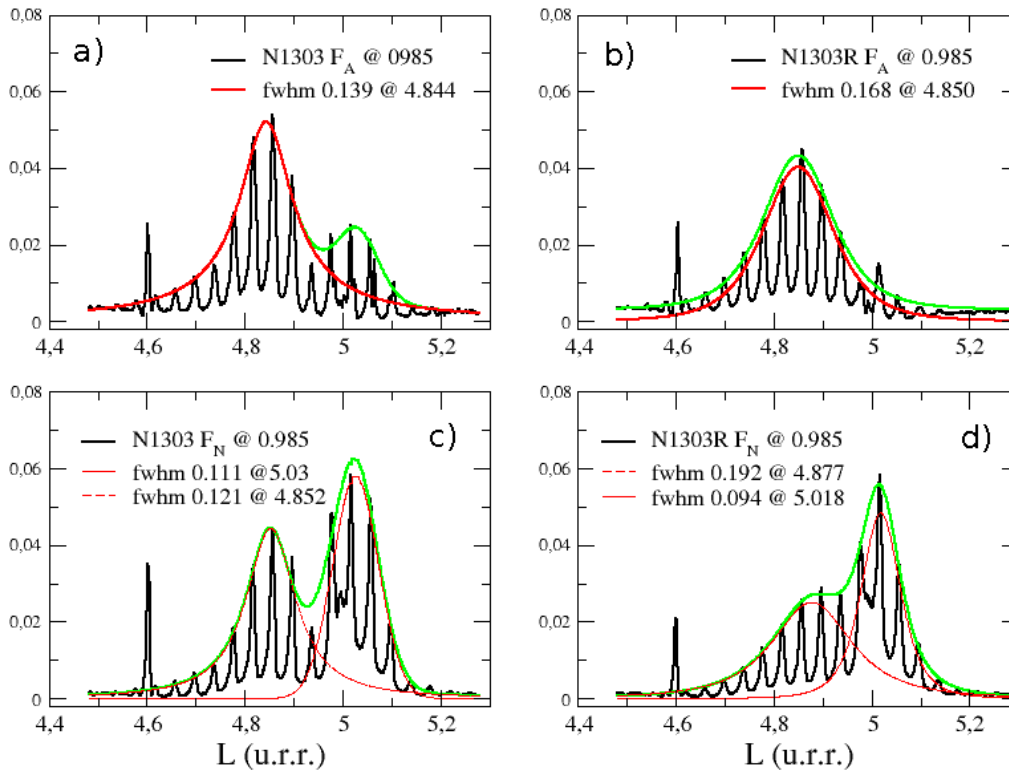 a)
N1303 F_A @ 0985
fwhm 0.139 @ 4.844
0,08
0,06
0,04
0,02
0
4,4 4,6 4,8 5 5,2
b)
N1303R F_A @ 0.985
fwhm 0.168 @ 4.850
0,08
0,06
0,04
0,02
0
4,4 4,6 4,8 5 5,2
c)
N1303 F_N @ 0.985
fwhm 0.111 @5.03
fwhm 0.121 @ 4.852
0,08
0,06
0,04
0,02
0
4,4 4,6 4,8 5 5,2
L (u.r.r.)
d)
N1303R F_N @ 0.985
fwhm 0.192 @ 4.877
fwhm 0.094 @ 5.018
0,08
0,06
0,04
0,02
0
4,4 4,6 4,8 5 5,2
L (u.r.r.)